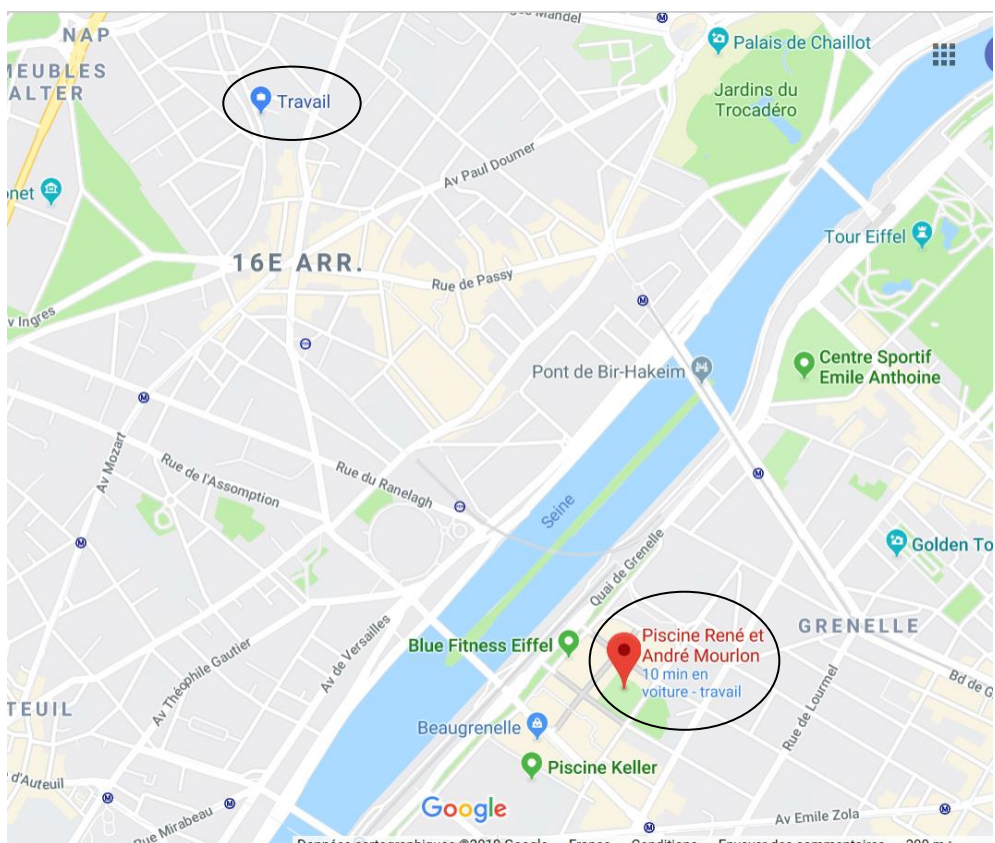 NAP
MEUBLES
ALTER
Palais de Chaillot
Jardins du
Trocadéro
Travail
Av Paul Doumer
Tour Eiffel
16E ARR.
Rue de Passy
Ingres
Pont de Bir-Hakeim
Centre Sportif
Emile Anthoine
Av Mozart
Rue de l'Assomption
Rue du Ranelagh
Seine
Golden To
Quai de Grenelle
Blue Fitness Eiffel
Piscine René et
André Mourlon
10 min en
voiture - travail
GRENELLE
Av Théophile Gautier
Av de Versailles
Bd de G
TEUIL
Beaugrenelle
Rue de Lourmel
Piscine Keller
d'Auteuil
Rue Mirabeau
Google
Av Emile Zola